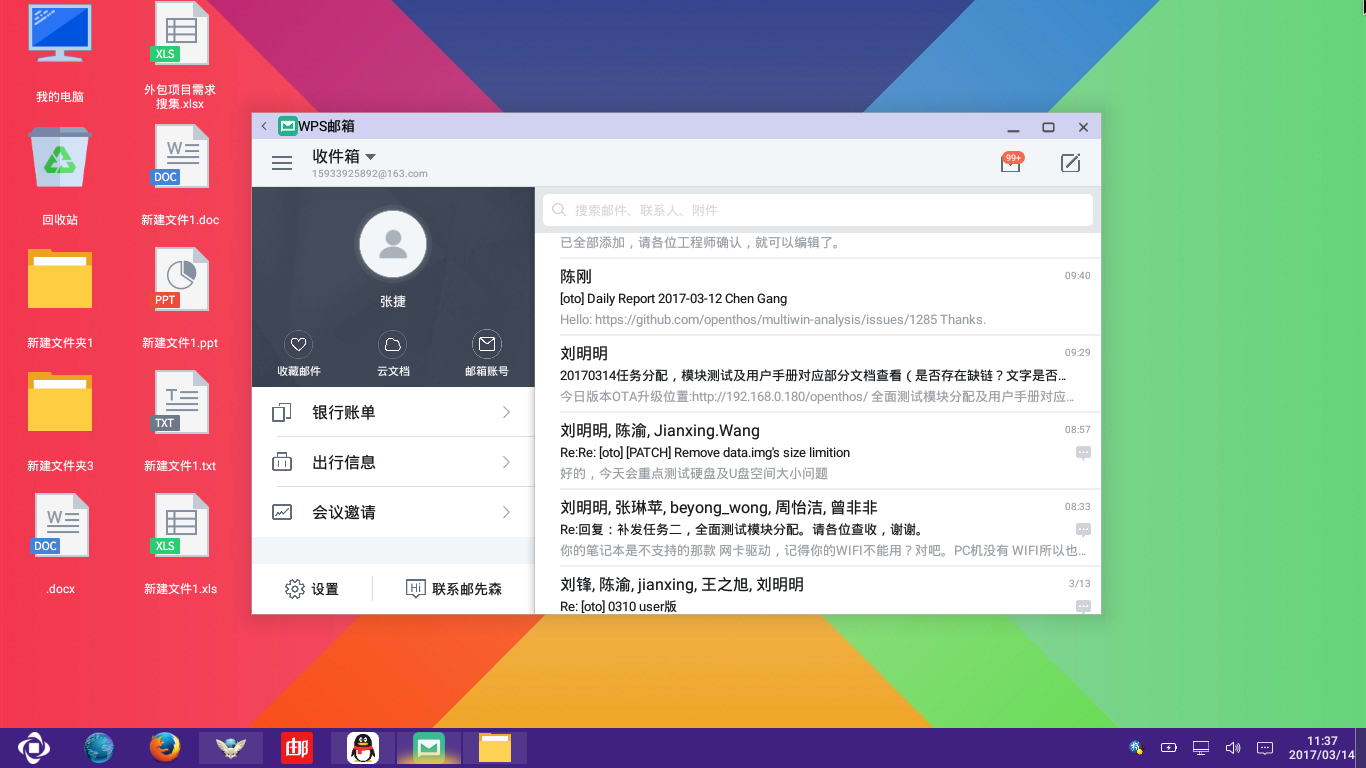 我的电脑
XLS
外包项目需求
搜集.xlsx
回收站
DOC
新建文件1.doc
新建文件夹1
PPT
新建文件1.ppt
新建文件夹3
TXT
新建文件1.txt
DOC
.docx
XLS
新建文件1.xls
WPS邮箱
收件箱
15933925892@163.com
99+
张捷
收藏邮件
云文档
邮箱账号
银行账单
出行信息
会议邀请
设置
HI
联系邮先森
搜索邮件、联系人、附件
已全部添加，请各位工程师确认，就可以编辑了。
陈刚
09:40
[oto] Daily Report 2017-03-12 Chen Gang
Hello: https://github.com/openthos/multiwin-analysis/issues/1285 Thanks.
刘明明
09:29
20170314任务分配，模块测试及用户手册对应部分文档查看（是否存在缺链？文字是否…
今日版本OTA升级位置:http://192.168.0.180/openthos/ 全面测试模块分配及用户手册对应…
刘明明, 陈渝, Jianxing.Wang
08:57
Re:Re: [oto] [PATCH] Remove data.img's size limition
好的，今天会重点测试硬盘及U盘空间大小问题
刘明明, 张琳苹, beyong_wong, 周怡洁, 曾非非
08:33
Re:回复：补发任务二，全面测试模块分配。请各位查收，谢谢。
你的笔记本是不支持的那款 网卡驱动，记得你的WIFI不能用？对吧。PC机没有 WIFI所以也…
刘锋, 陈渝, jianxing, 王之旭, 刘明明
3/13
Re: [oto] 0310 user版
邮
11:37
2017/03/14